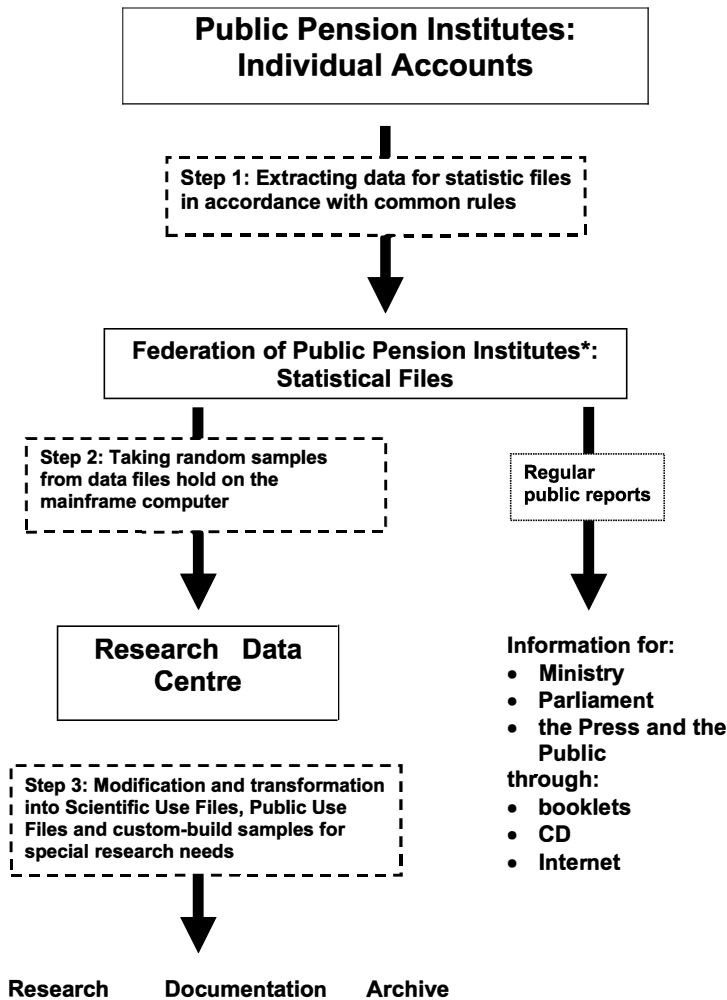 Public Pension Institutes:
Individual Accounts
Step 1: Extracting data for statistic files
in accordance with common rules
Federation of Public Pension Institutes*:
Statistical Files
Step 2: Taking random samples
from data files hold on the
mainframe computer
Regular
public reports
Research Data
Centre
Information for:
• Ministry
• Parliament
• the Press and the
Public
through:
• booklets
• CD
• Internet
Step 3: Modification and transformation
into Scientific Use Files, Public Use
Files and custom-build samples for
special research needs
Research Documentation Archive